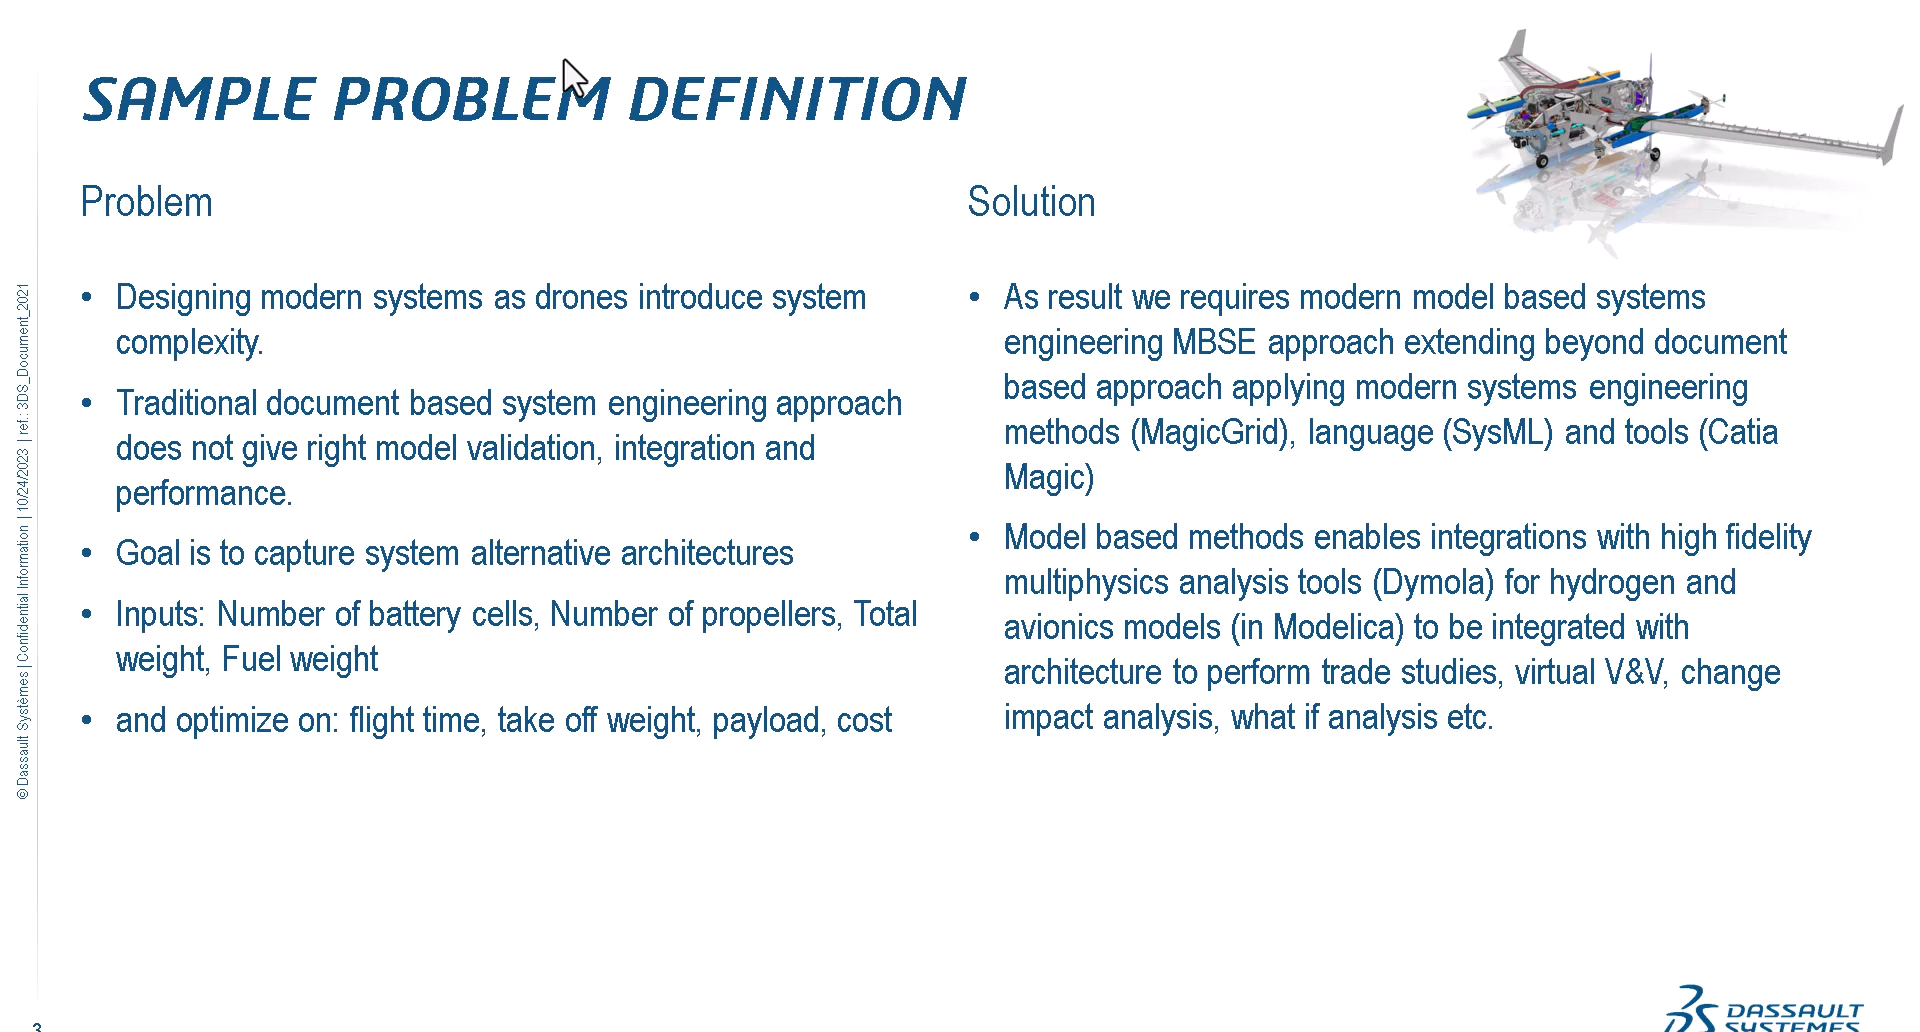 SAMPLE PROBLEM DEFINITION
Problem
• Designing modern systems as drones introduce system
complexity.
• Traditional document based system engineering approach
does not give right model validation, integration and
performance.
• Goal is to capture system alternative architectures
• Inputs: Number of battery cells, Number of propellers, Total
weight, Fuel weight
• and optimize on: flight time, take off weight, payload, cost
Solution
• As result we requires modern model based systems
engineering MBSE approach extending beyond document
based approach applying modern systems engineering
methods (MagicGrid), language (SysML) and tools (Catia
Magic)
• Model based methods enables integrations with high fidelity
multiphysics analysis tools (Dymola) for hydrogen and
avionics models (in Modelica) to be integrated with
architecture to perform trade studies, virtual V&V, change
impact analysis, what if analysis etc.
© Dassault Systèmes | Confidential Information | 10/24/2023 | ref.: 3DS_Document_2021
3
DASSAULT
SYSTEMES